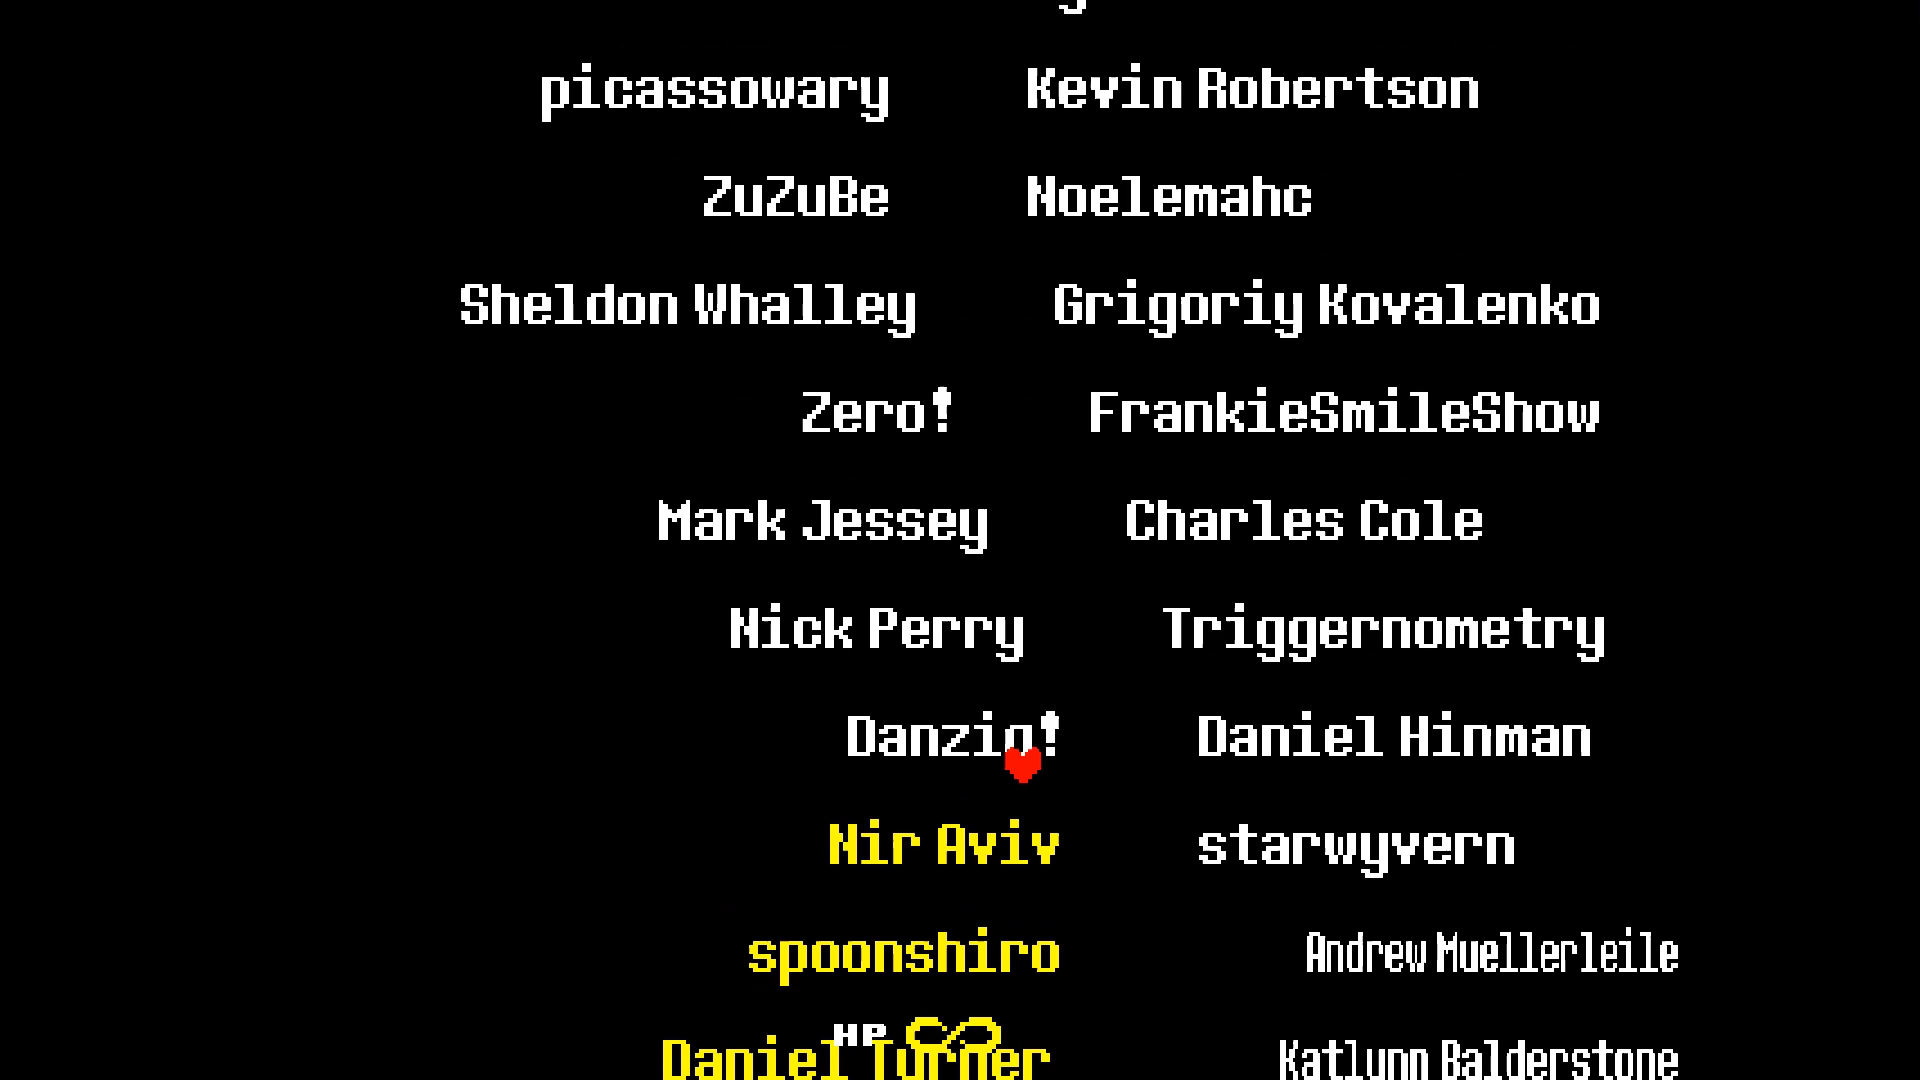 picassowary Kevin Robertson
ZuZuBe Noelemahc
Sheldon Whalley Grigoriy Kovalenko
Zero! FrankieSmileShow
Mark Jessey Charles Cole
Nick Perry Triggernometry
Danzig! Daniel Hinman
Nir Aviv starwyvern
spoonshiro Andrew Muellerleile
HP
Daniel Turner Katlynn Balderstone